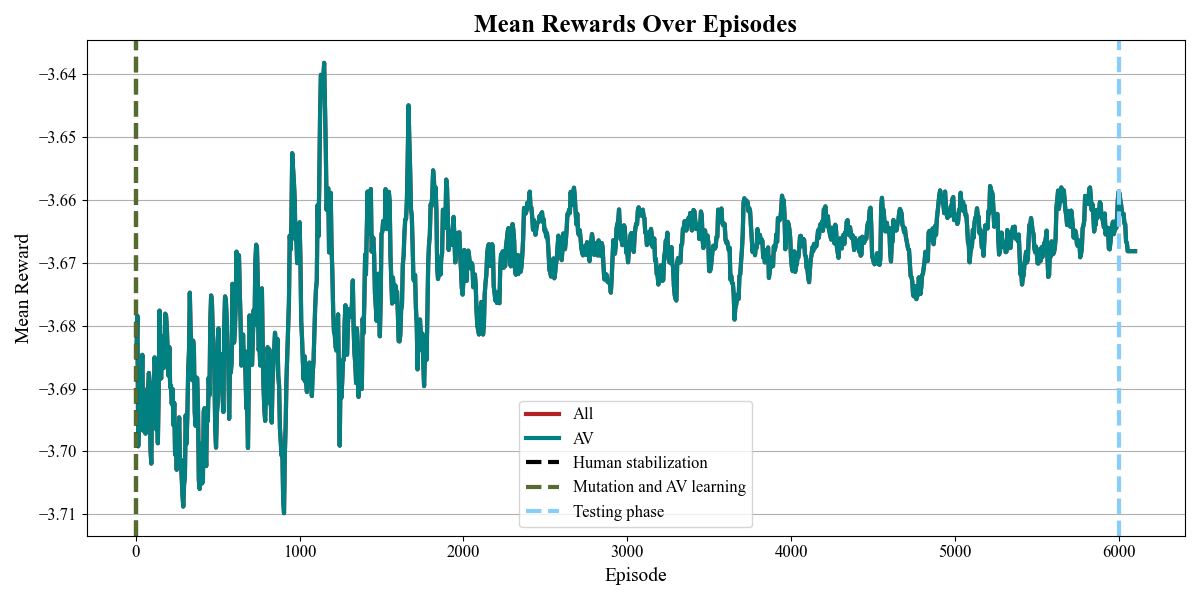 Mean Rewards Over Episodes
Mean Reward
−3.64
−3.65
−3.66
−3.67
−3.68
−3.69
−3.70
−3.71
All
AV
Human stabilization
Mutation and AV learning
Testing phase
0
1000
2000
3000
4000
5000
6000
Episode